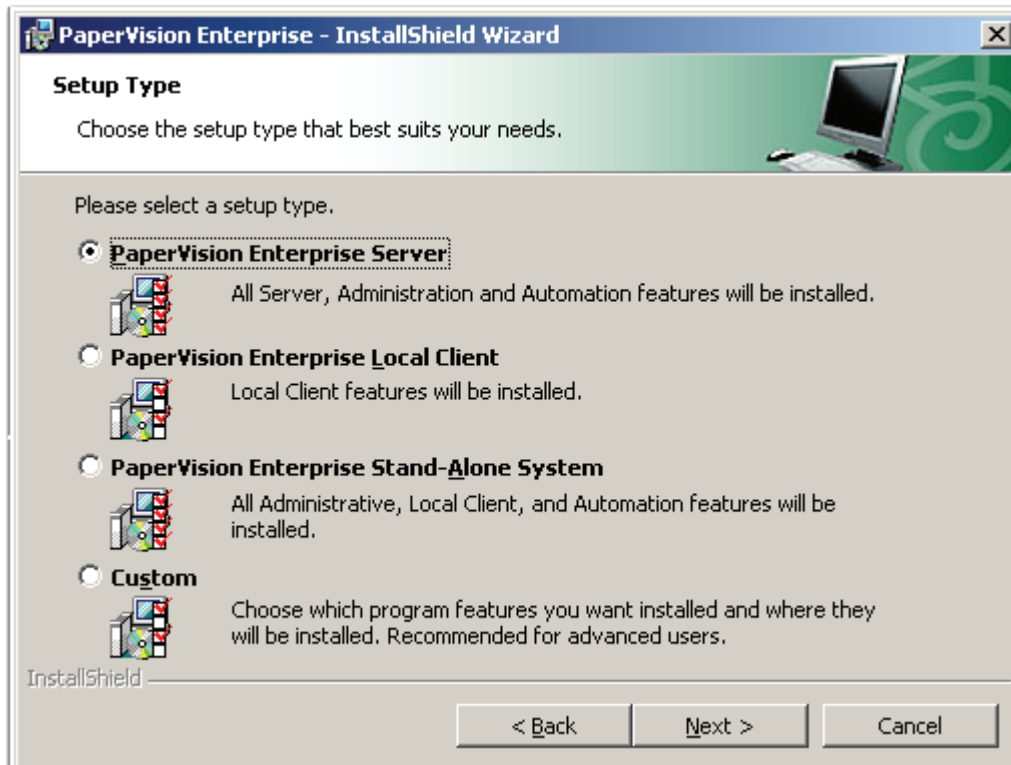 PaperVision Enterprise - InstallShield Wizard
Setup Type
Choose the setup type that best suits your needs.
Please select a setup type.
PaperVision Enterprise Server
All Server, Administration and Automation features will be installed.
PaperVision Enterprise Local Client
Local Client features will be installed.
PaperVision Enterprise Stand-Alone System
All Administrative, Local Client, and Automation features will be
installed.
Custom
Choose which program features you want installed and where they
will be installed. Recommended for advanced users.
InstallShield
< Back
Next >
Cancel